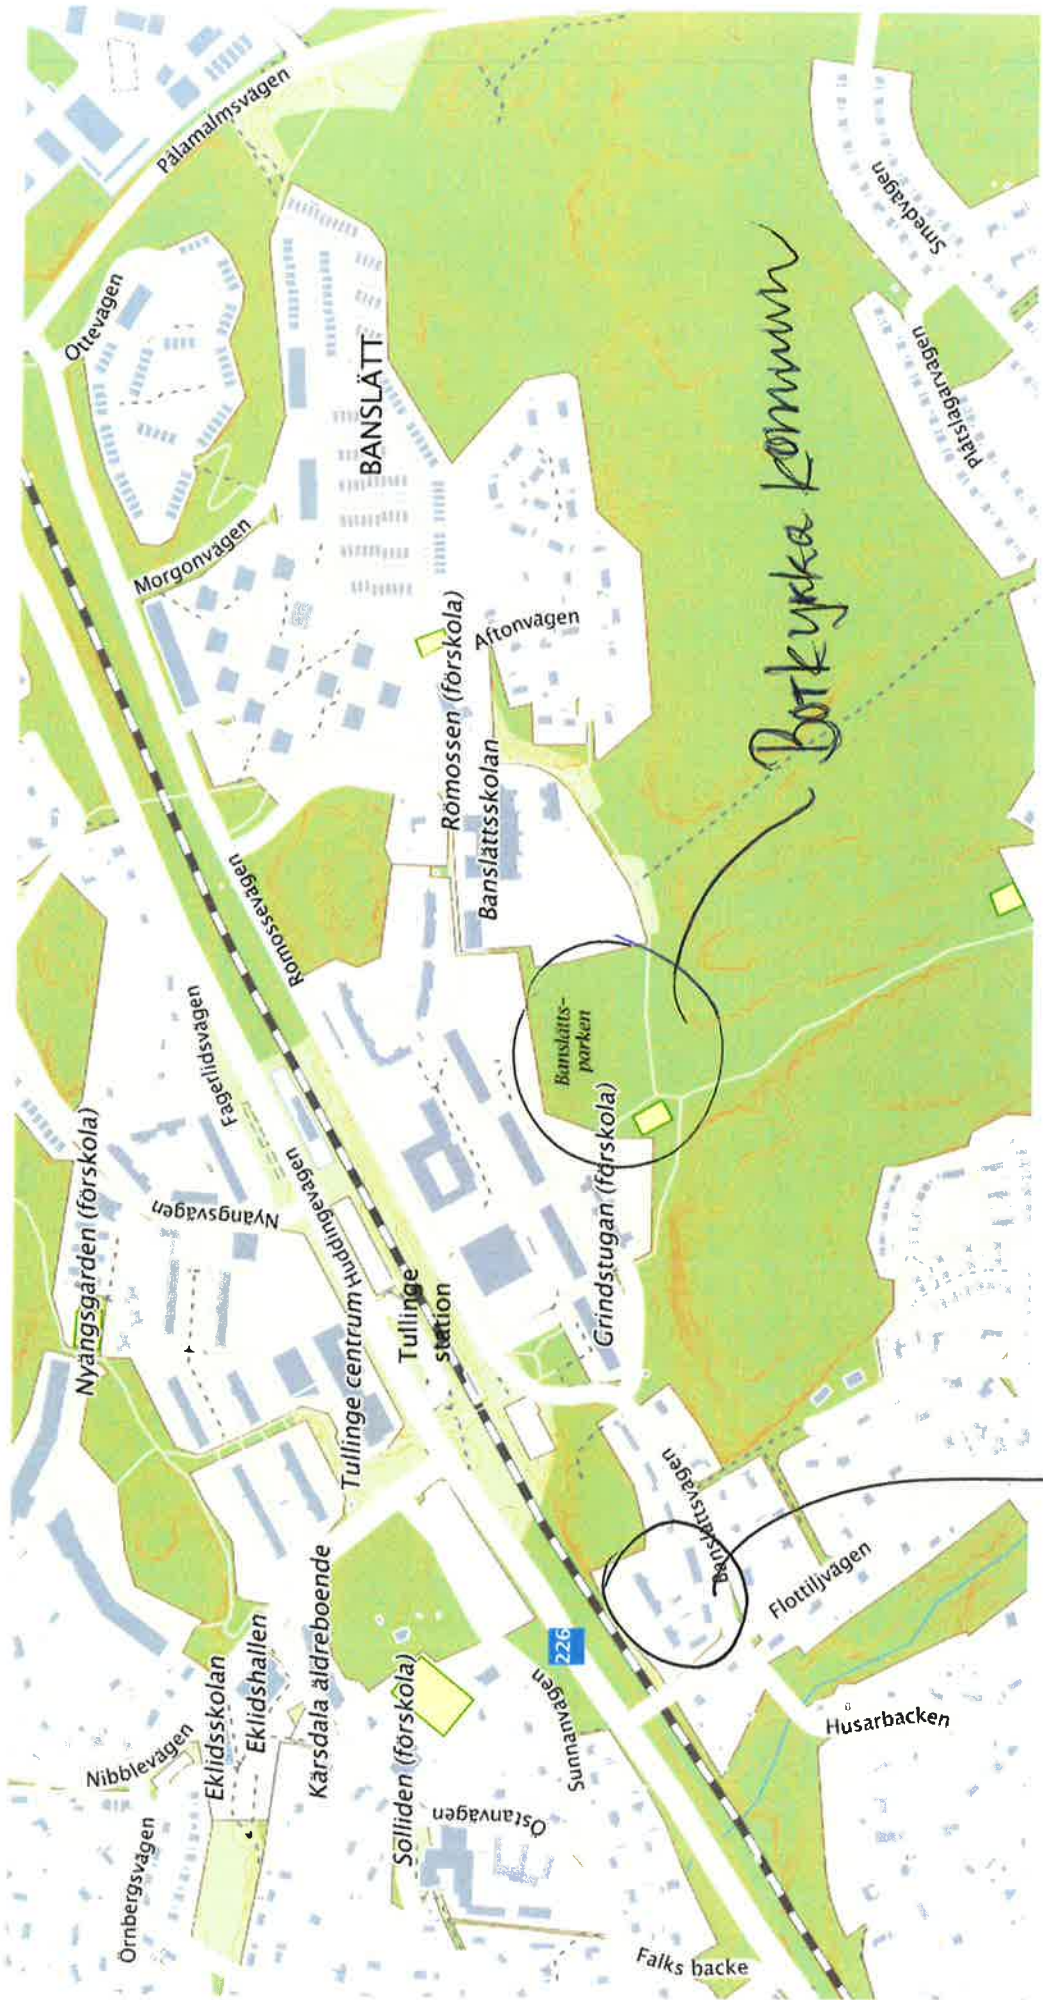 Pålamalmsvägen
Ottevägen
BANSLÄTT
Smedvägen
Plåtslagarvägen
Morgonvägen
Römossen (förskola)
Aftonvägen
Banslättsskolan
Botkyrka kommun
Römossevägen
Fagerlidsvägen
Nyängsgården (förskola)
Nyängsvägen
Huddingevägen
Banslätts-
parken
Grindstugan (förskola)
Tullinge
station
Tullinge centrum
Banslättsvägen
Flottiljvägen
Husarbacken
226
Sunnanvägen
Kärsdala äldreboende
Eklidshallen
Eklidsskolan
Nibblevägen
Solliden (förskola)
Östanvägen
Örnbergsvägen
Falks backe